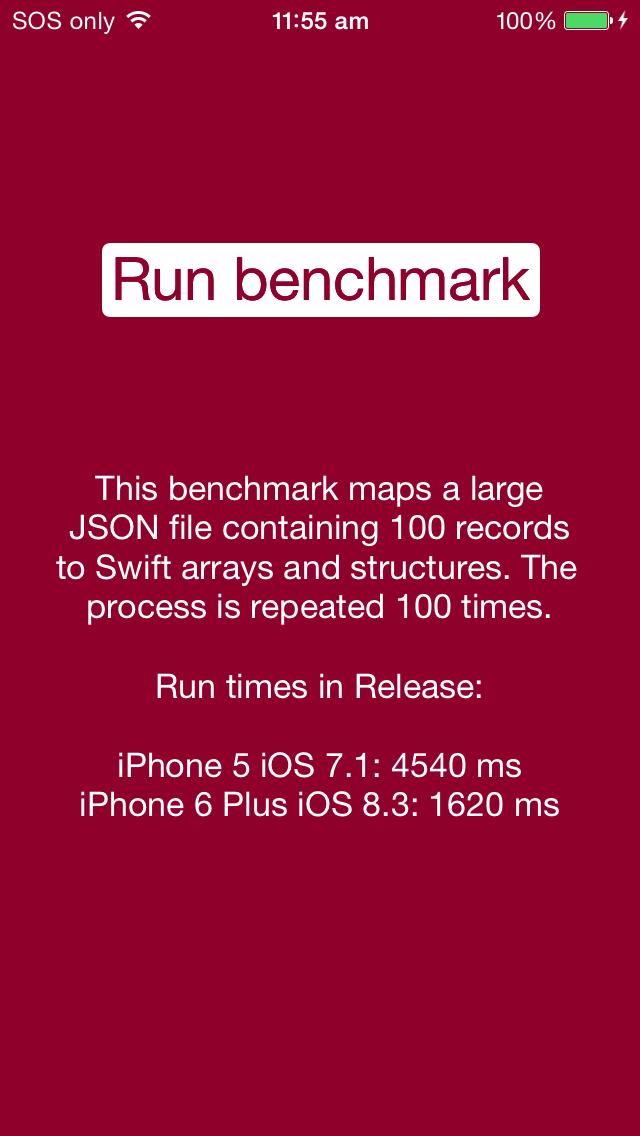 SOS only 11:55 am 100%
Run benchmark
This benchmark maps a large
JSON file containing 100 records
to Swift arrays and structures. The
process is repeated 100 times.
Run times in Release:
iPhone 5 iOS 7.1: 4540 ms
iPhone 6 Plus iOS 8.3: 1620 ms